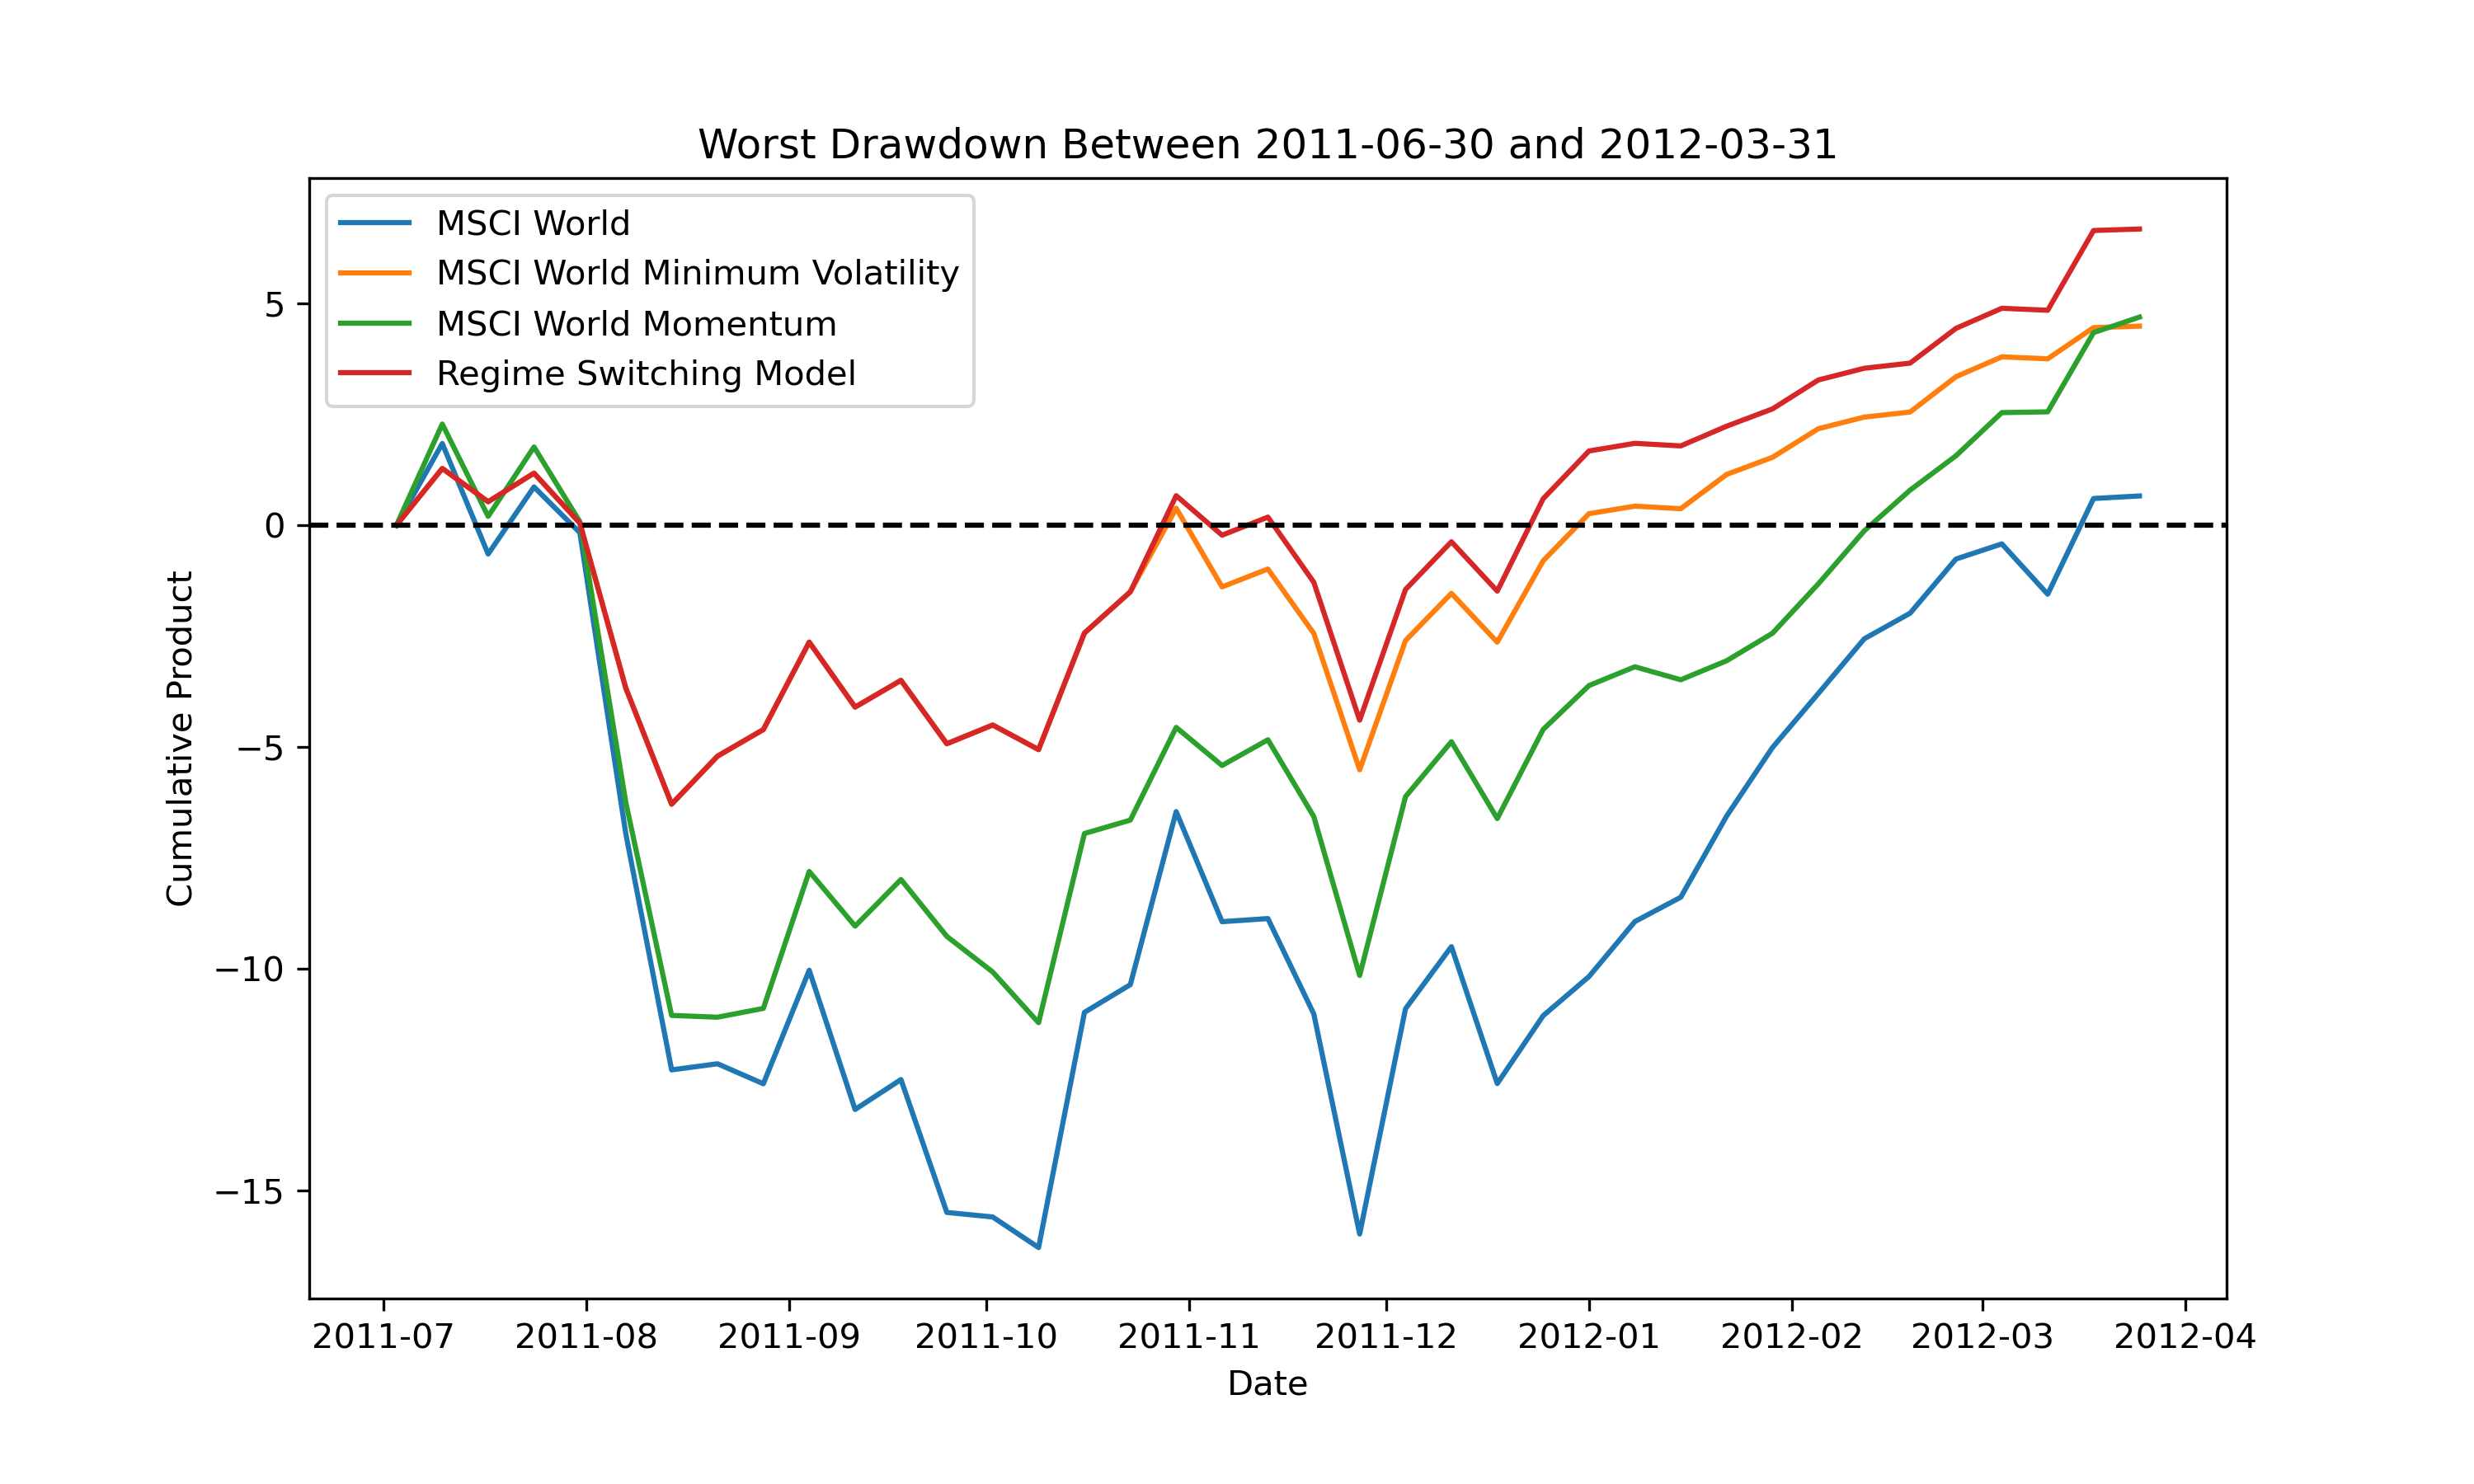 Worst Drawdown Between 2011-06-30 and 2012-03-31
MSCI World
MSCI World Minimum Volatility
MSCI World Momentum
Regime Switching Model
5
0
−5
−10
−15
Cumulative Product
2011-07 2011-08 2011-09 2011-10 2011-11 2011-12 2012-01 2012-02 2012-03 2012-04
Date